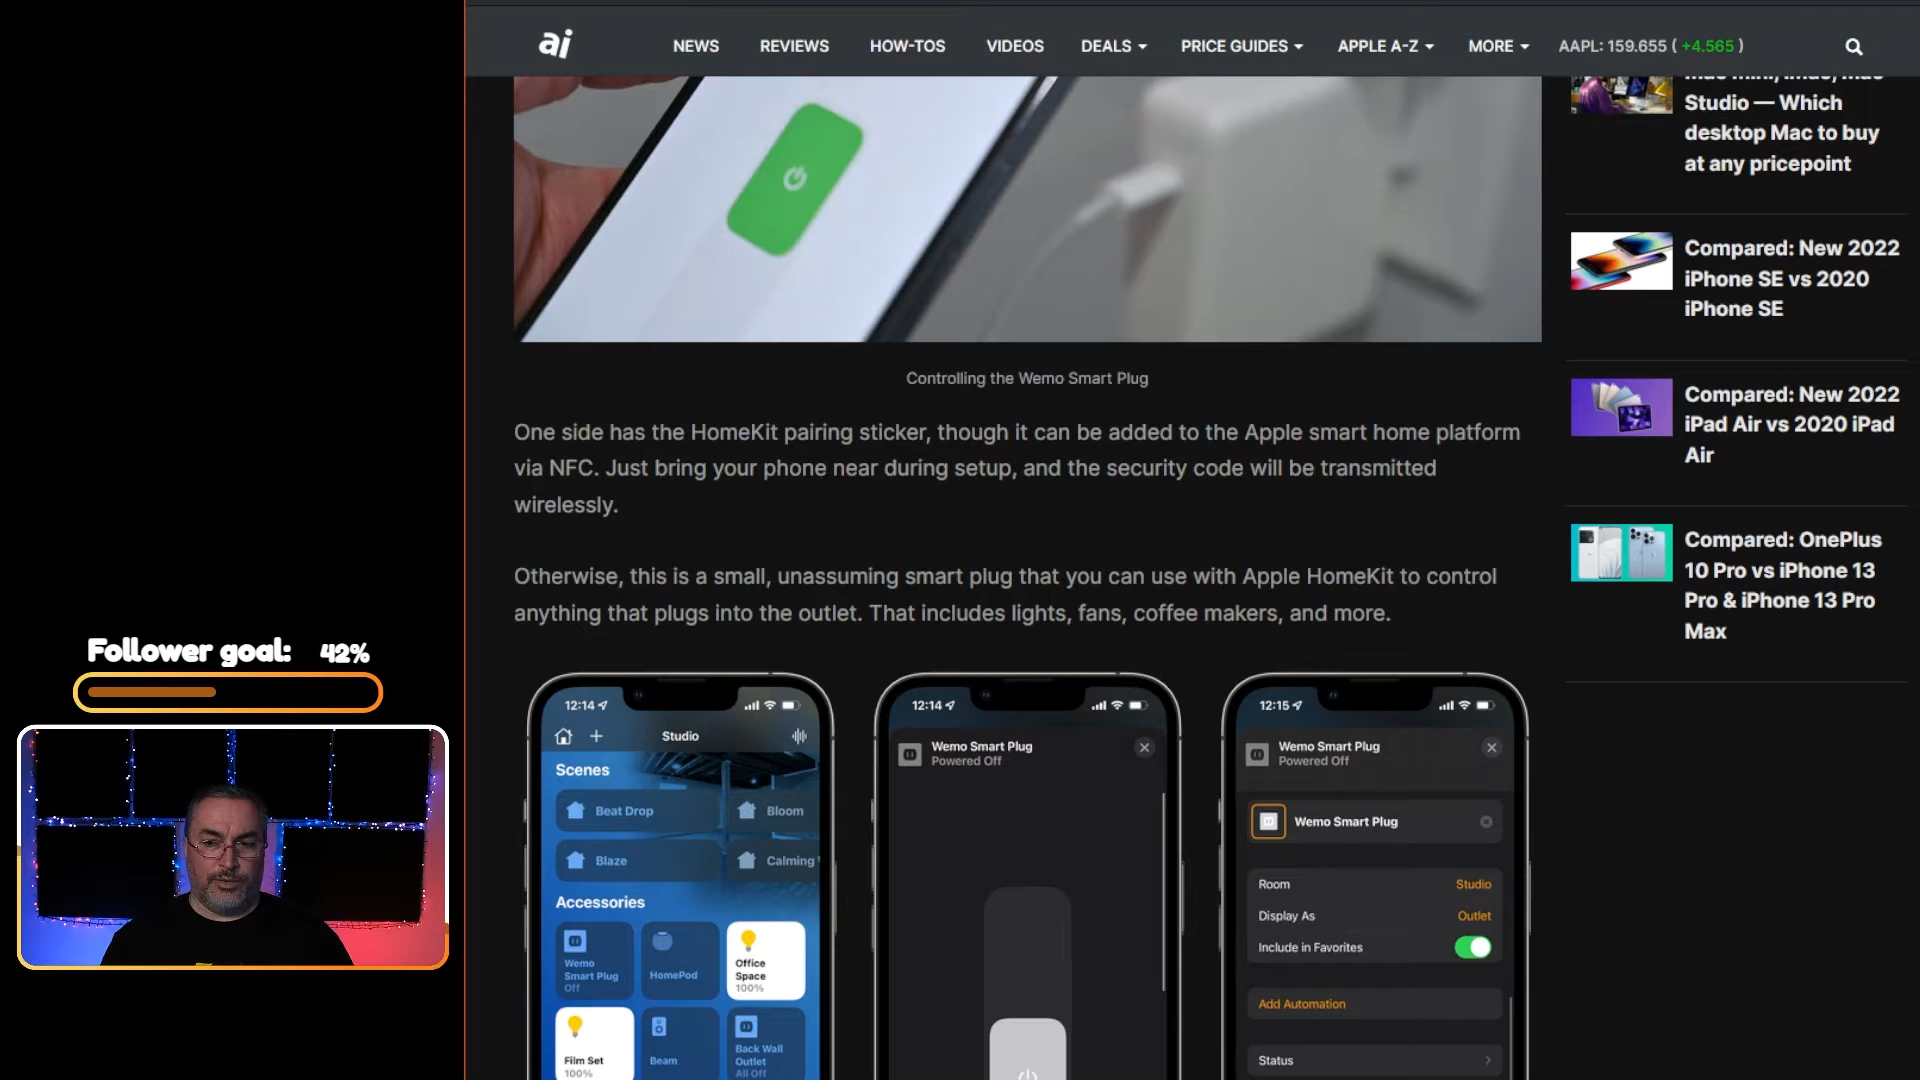 ai
NEWS
REVIEWS
HOW-TOS
VIDEOS
DEALS
PRICE GUIDES
APPLE A-Z
MORE
AAPL: 159.655 ( +4.565 )
Studio — Which
desktop Mac to buy
at any pricepoint
Compared: New 2022
iPhone SE vs 2020
iPhone SE
Compared: New 2022
iPad Air vs 2020 iPad
Air
Compared: OnePlus
10 Pro vs iPhone 13
Pro & iPhone 13 Pro
Max
Controlling the Wemo Smart Plug
One side has the HomeKit pairing sticker, though it can be added to the Apple smart home platform
via NFC. Just bring your phone near during setup, and the security code will be transmitted
wirelessly.
Otherwise, this is a small, unassuming smart plug that you can use with Apple HomeKit to control
anything that plugs into the outlet. That includes lights, fans, coffee makers, and more.
12:14
Studio
Scenes
Beat Drop
Bloom
Blaze
Calming
Accessories
Wemo
Smart Plug
Off
HomePod
Office
Space
100%
Film Set
100%
Beam
Back Wall
Outlet
All Off
12:14
Wemo Smart Plug
Powered Off
12:15
Wemo Smart Plug
Powered Off
Wemo Smart Plug
Room
Studio
Display As
Outlet
Include in Favorites
Add Automation
Status
Follower goal: 42%